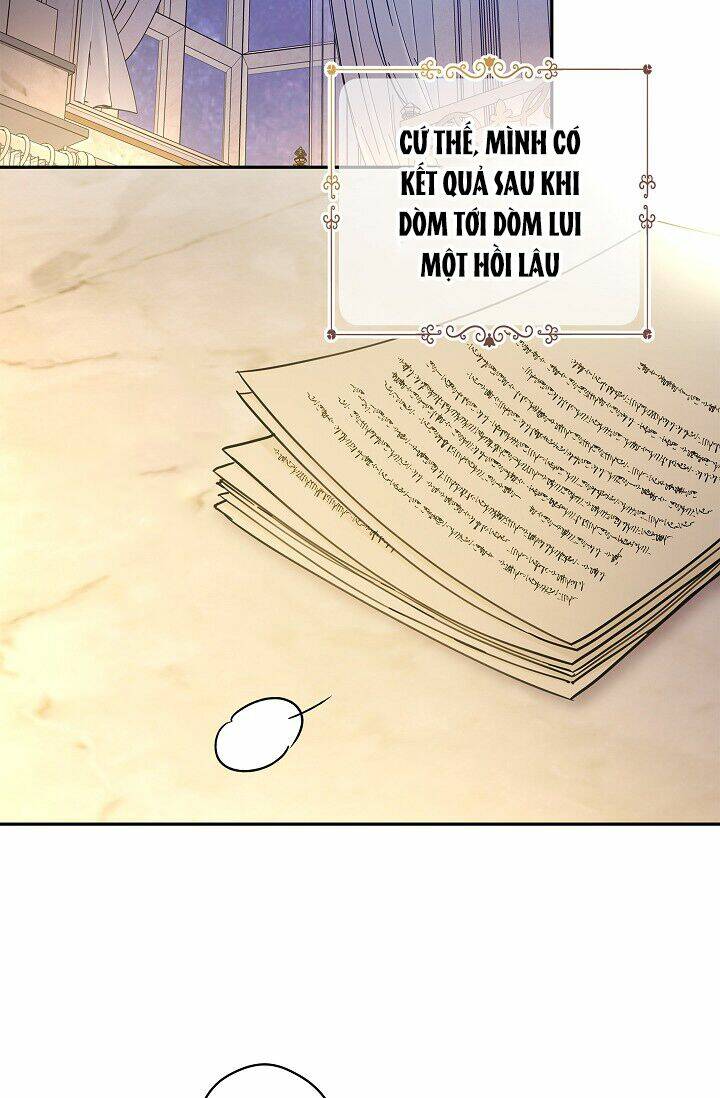 CỨ THẾ, MÌNH CÓ
KẾT QUẢ SAU KHI
DÒM TỚI DÒM LUI
MỘT HỒI LÂU